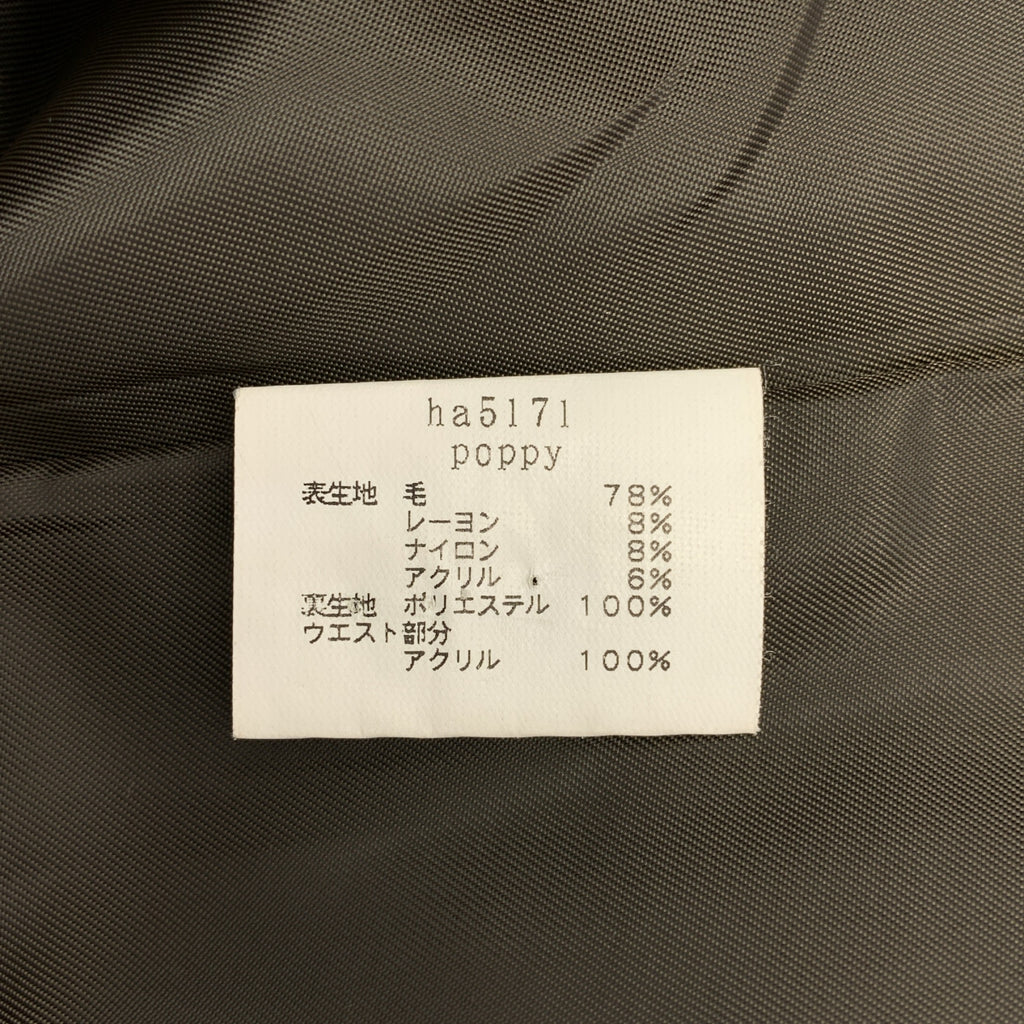 ha5171
poppy
表生地 毛 78%
レーヨン 8%
ナイロン 8%
アクリル 6%
裏生地 ポリエステル 100%
ウエスト部分
アクリル 100%